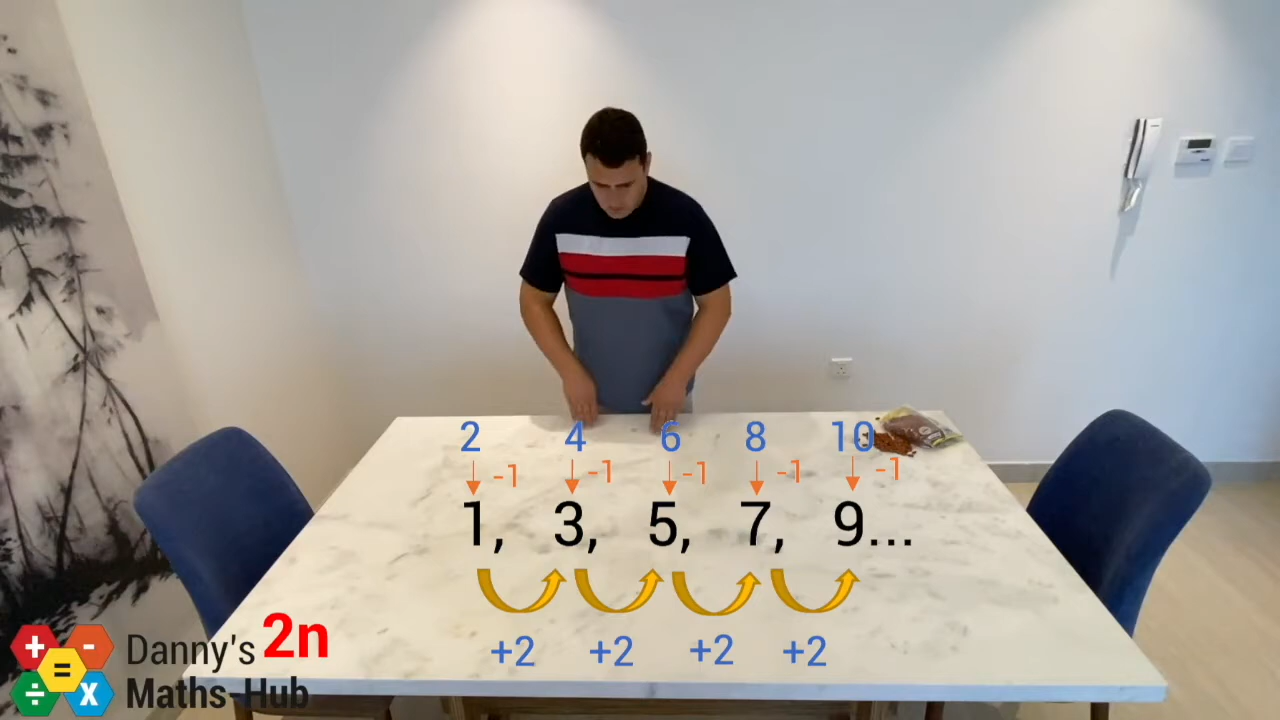 2 4 6 8 10
-1 -1 -1 -1 -1
1, 3, 5, 7, 9...
+2 +2 +2 +2
Danny's 2n
Maths-Hub
+ - = ÷ x